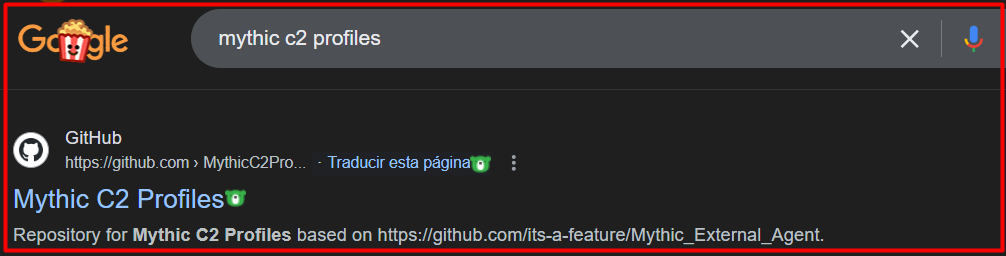 Google
mythic c2 profiles
GitHub
https://github.com › MythicC2Pro... · Traducir esta página
Mythic C2 Profiles
Repository for Mythic C2 Profiles based on https://github.com/its-a-feature/Mythic_External_Agent.